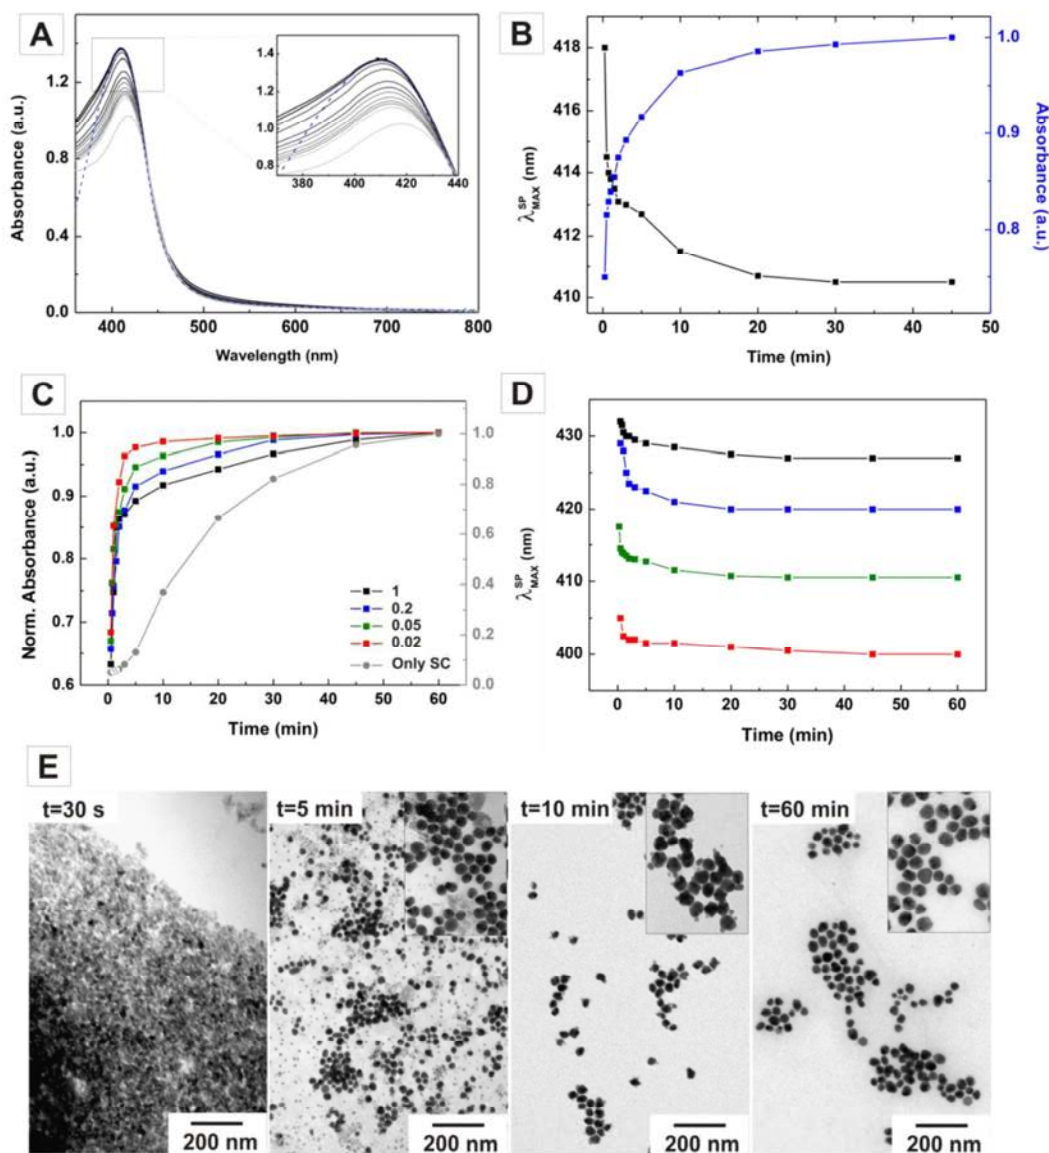 A
Absorbance (a.u.)
1.2
0.8
0.4
0.0
400 500 600 700 800
Wavelength (nm)
1.4
1.2
1.0
0.8
380 400 420 440
B
λ SP MAX (nm)
418
416
414
413
411
410
0 10 20 30 40 50
Time (min)
1.0
0.9
0.8
Absorbance (a.u.)
C
Norm. Absorbance (a.u.)
1.0
0.9
0.8
0.7
0.6
0 10 20 30 40 50 60
Time (min)
1.0
0.8
0.6
0.4
0.2
0.0
1
0.2
0.05
0.02
Only SC
D
λ SP MAX (nm)
430
420
410
400
0 10 20 30 40 50 60
Time (min)
E
t=30 s
t=5 min
t=10 min
t=60 min
200 nm
200 nm
200 nm
200 nm